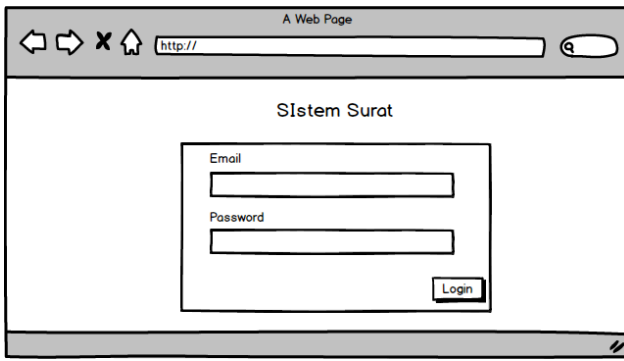 A Web Page
http://
SIstem Surat
Email
Password
Login